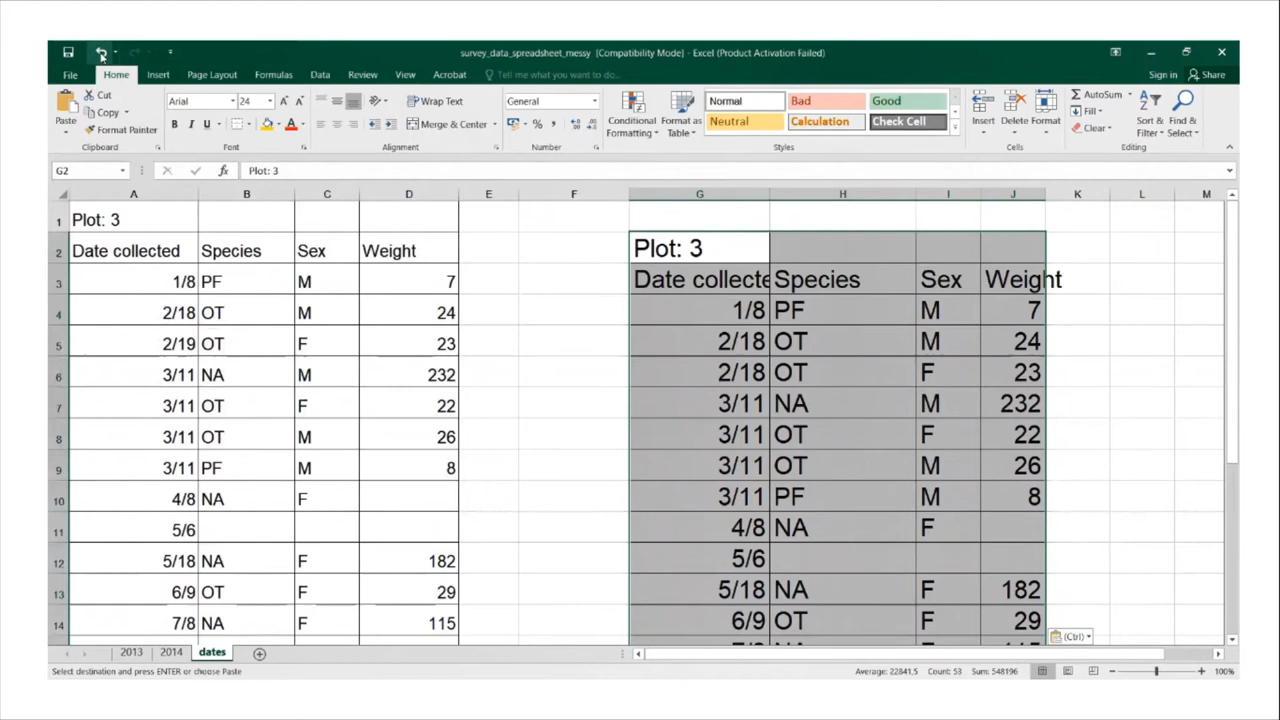 survey_data_spreadsheet_messy [Compatibility Mode] - Excel (Product Activation Failed)
File Home Insert Page Layout Formulas Data Review View Acrobat Tell me what you want to do... Sign in Share
Paste Cut Copy Format Painter Clipboard
Arial 24 A A B I U A Font
Wrap Text Merge & Center Alignment
General $ % , Number
Conditional Formatting Format as Table Normal Bad Good Neutral Calculation Check Cell Styles
Insert Delete Format Cells
AutoSum Fill Clear Sort & Filter Find & Select Editing
G2 fx Plot: 3
A B C D E F G H I J K L M
1 Plot: 3
2 Date collected Species Sex Weight Plot: 3
3 1/8 PF M 7 Date collecte Species Sex Weight
4 2/18 OT M 24 1/8 PF M 7
5 2/19 OT F 23 2/18 OT M 24
6 3/11 NA M 232 2/18 OT F 23
7 3/11 OT F 22 3/11 NA M 232
8 3/11 OT M 26 3/11 OT F 22
9 3/11 PF M 8 3/11 OT M 26
10 4/8 NA F 3/11 PF M 8
11 5/6 4/8 NA F
12 5/18 NA F 182 5/6
13 6/9 OT F 29 5/18 NA F 182
14 7/8 NA F 115 6/9 OT F 29
(Ctrl)
2013 2014 dates
Select destination and press ENTER or choose Paste Average: 22841,5 Count: 53 Sum: 548196 100%